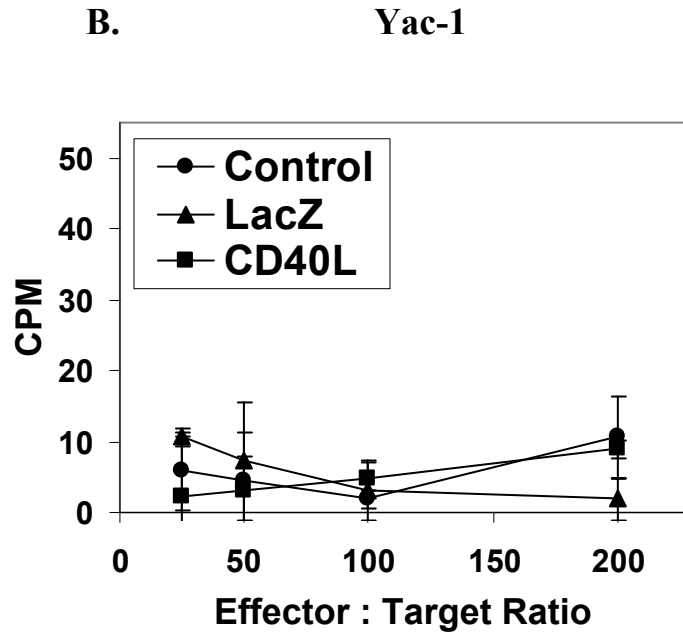 B. Yac-1
50
40
30
20
10
0
CPM
Control
LacZ
CD40L
0 50 100 150 200
Effector : Target Ratio